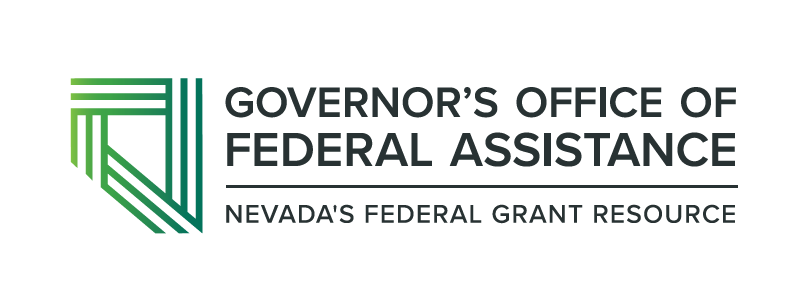 GOVERNOR’S OFFICE OF
FEDERAL ASSISTANCE
NEVADA'S FEDERAL GRANT RESOURCE